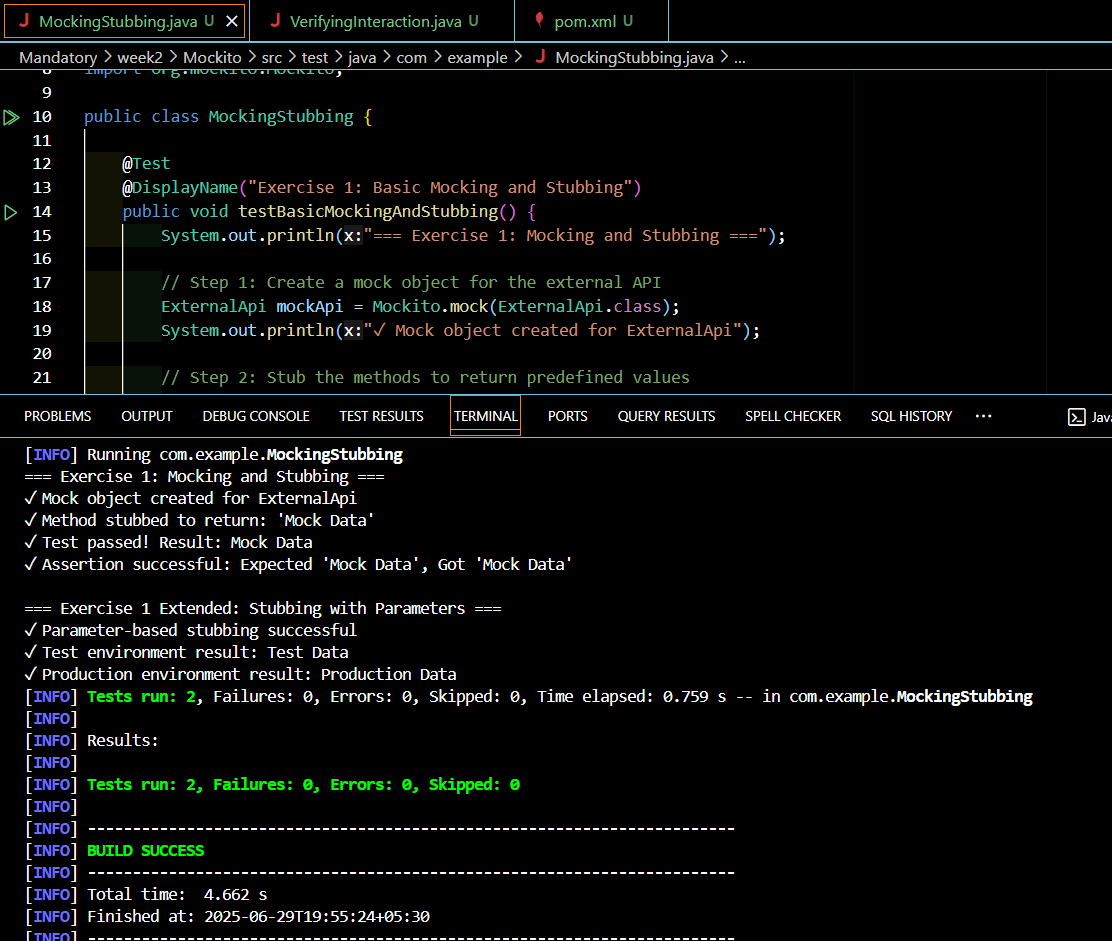 MockingStubbing.java U ✕ VerifyingInteraction.java U pom.xml U
Mandatory > week2 > Mockito > src > test > java > com > example > MockingStubbing.java > ...
8 import org.mockito.Mockito;
9
10 public class MockingStubbing {
11
12 @Test
13 @DisplayName("Exercise 1: Basic Mocking and Stubbing")
14 public void testBasicMockingAndStubbing() {
15 System.out.println(x:"=== Exercise 1: Mocking and Stubbing ===");
16
17 // Step 1: Create a mock object for the external API
18 ExternalApi mockApi = Mockito.mock(ExternalApi.class);
19 System.out.println(x:"✓ Mock object created for ExternalApi");
20
21 // Step 2: Stub the methods to return predefined values
PROBLEMS OUTPUT DEBUG CONSOLE TEST RESULTS TERMINAL PORTS QUERY RESULTS SPELL CHECKER SQL HISTORY ··· Java
[INFO] Running com.example.MockingStubbing
=== Exercise 1: Mocking and Stubbing ===
✓ Mock object created for ExternalApi
✓ Method stubbed to return: 'Mock Data'
✓ Test passed! Result: Mock Data
✓ Assertion successful: Expected 'Mock Data', Got 'Mock Data'
=== Exercise 1 Extended: Stubbing with Parameters ===
✓ Parameter-based stubbing successful
✓ Test environment result: Test Data
✓ Production environment result: Production Data
[INFO] Tests run: 2, Failures: 0, Errors: 0, Skipped: 0, Time elapsed: 0.759 s -- in com.example.MockingStubbing
[INFO]
[INFO] Results:
[INFO]
[INFO] Tests run: 2, Failures: 0, Errors: 0, Skipped: 0
[INFO]
[INFO] ------------------------------------------------------------------------
[INFO] BUILD SUCCESS
[INFO] ------------------------------------------------------------------------
[INFO] Total time:  4.662 s
[INFO] Finished at: 2025-06-29T19:55:24+05:30
[INFO] ------------------------------------------------------------------------